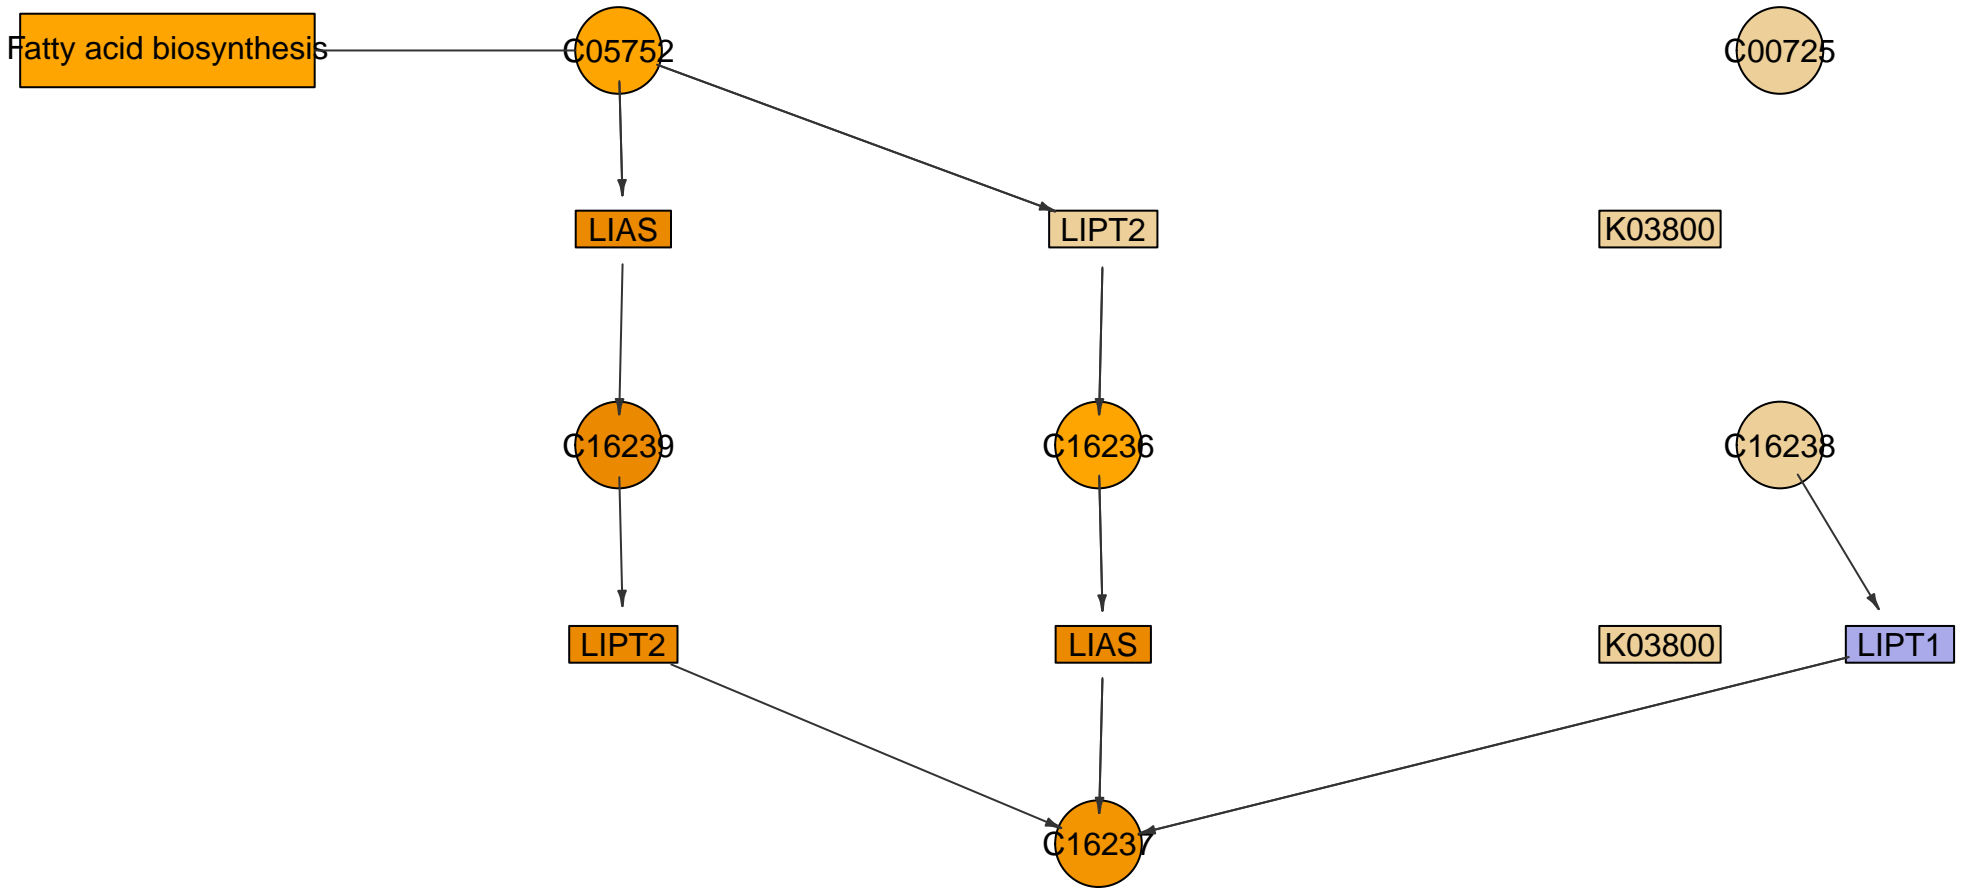 Fatty acid biosynthesis
C05752
C00725
LIAS
LIPT2
K03800
C16239
C16236
C16238
LIPT2
LIAS
K03800
LIPT1
C16237